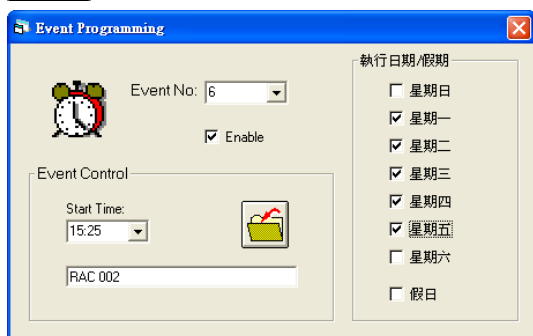 Event Programming
Event No: 6
Enable
Event Control
Start Time:
15:25
RAC 002
執行日期/假期
星期日
星期一
星期二
星期三
星期四
星期五
星期六
假日